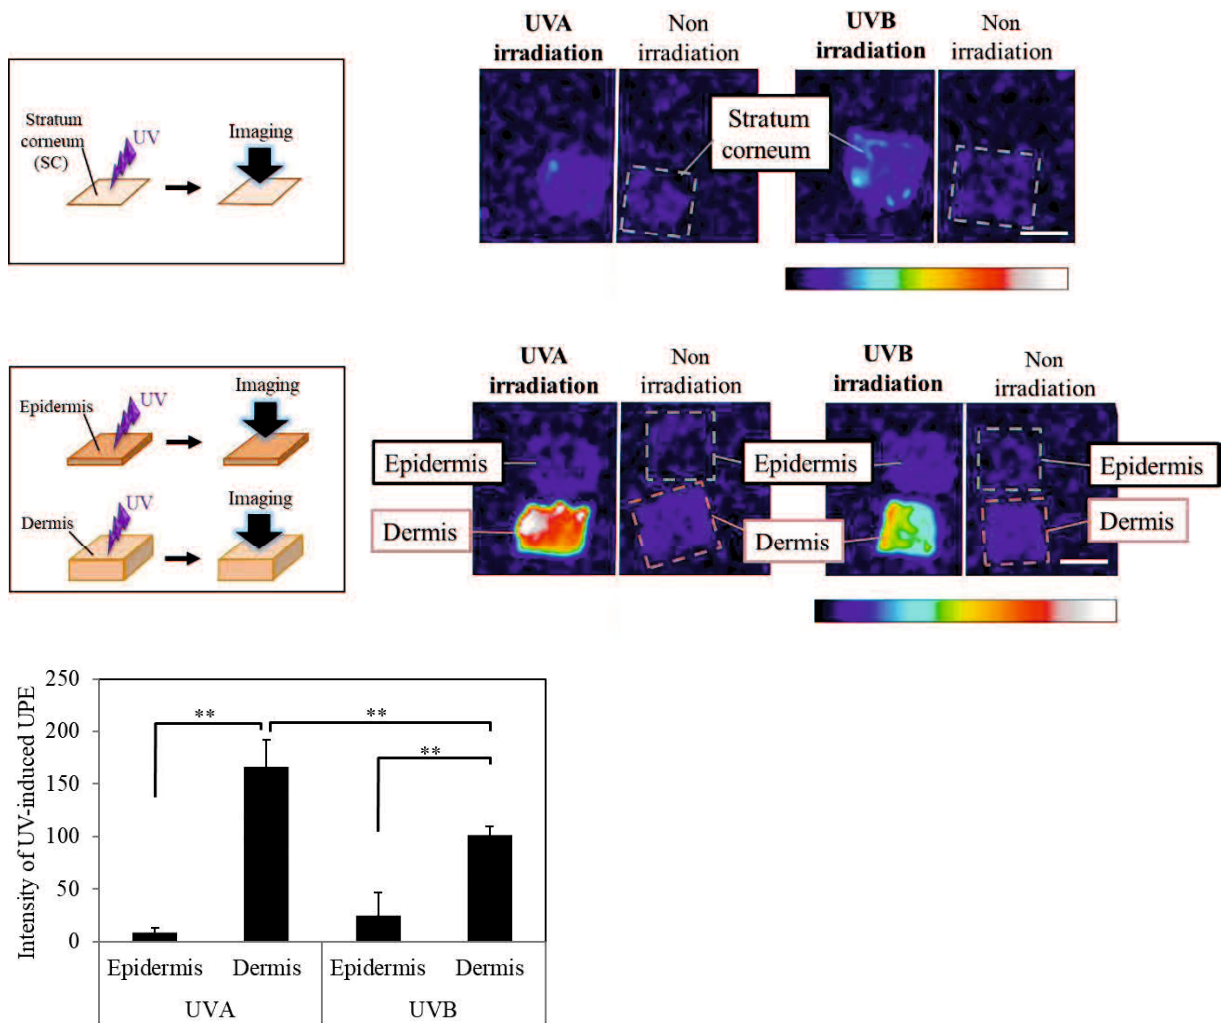 UVA
irradiation
Non
irradiation
UVB
irradiation
Non
irradiation
Stratum
corneum
(SC)
UV
Imaging
Stratum
corneum
UVA
irradiation
Non
irradiation
UVB
irradiation
Non
irradiation
Epidermis
UV
Imaging
Dermis
UV
Imaging
Epidermis
Epidermis
Epidermis
Dermis
Dermis
Dermis
Intensity of UV-induced UPE
250
200
150
100
50
0
**
**
**
Epidermis Dermis Epidermis Dermis
UVA UVB